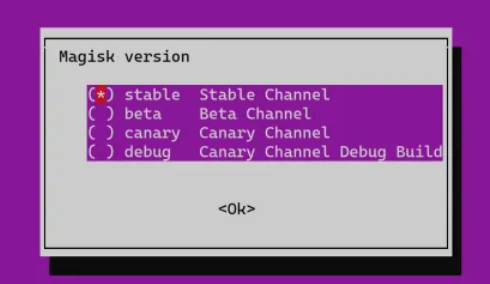 Magisk version
(*) stable  Stable Channel
( ) beta    Beta Channel
( ) canary  Canary Channel
( ) debug   Canary Channel Debug Build
<Ok>